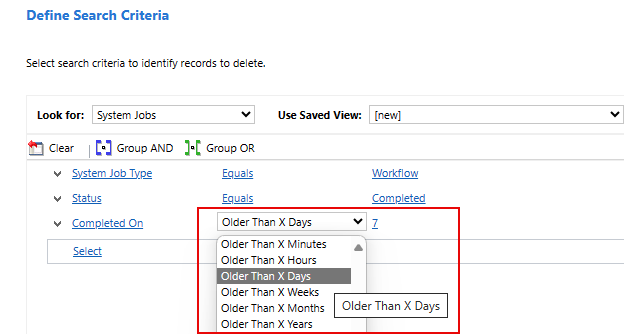 Define Search Criteria
Select search criteria to identify records to delete.
Look for: System Jobs Use Saved View: [new]
Clear Group AND Group OR
System Job Type Equals Workflow
Status Equals Completed
Completed On Older Than X Days 7
Select
Older Than X Minutes
Older Than X Hours
Older Than X Days
Older Than X Weeks
Older Than X Days
Older Than X Months
Older Than X Years